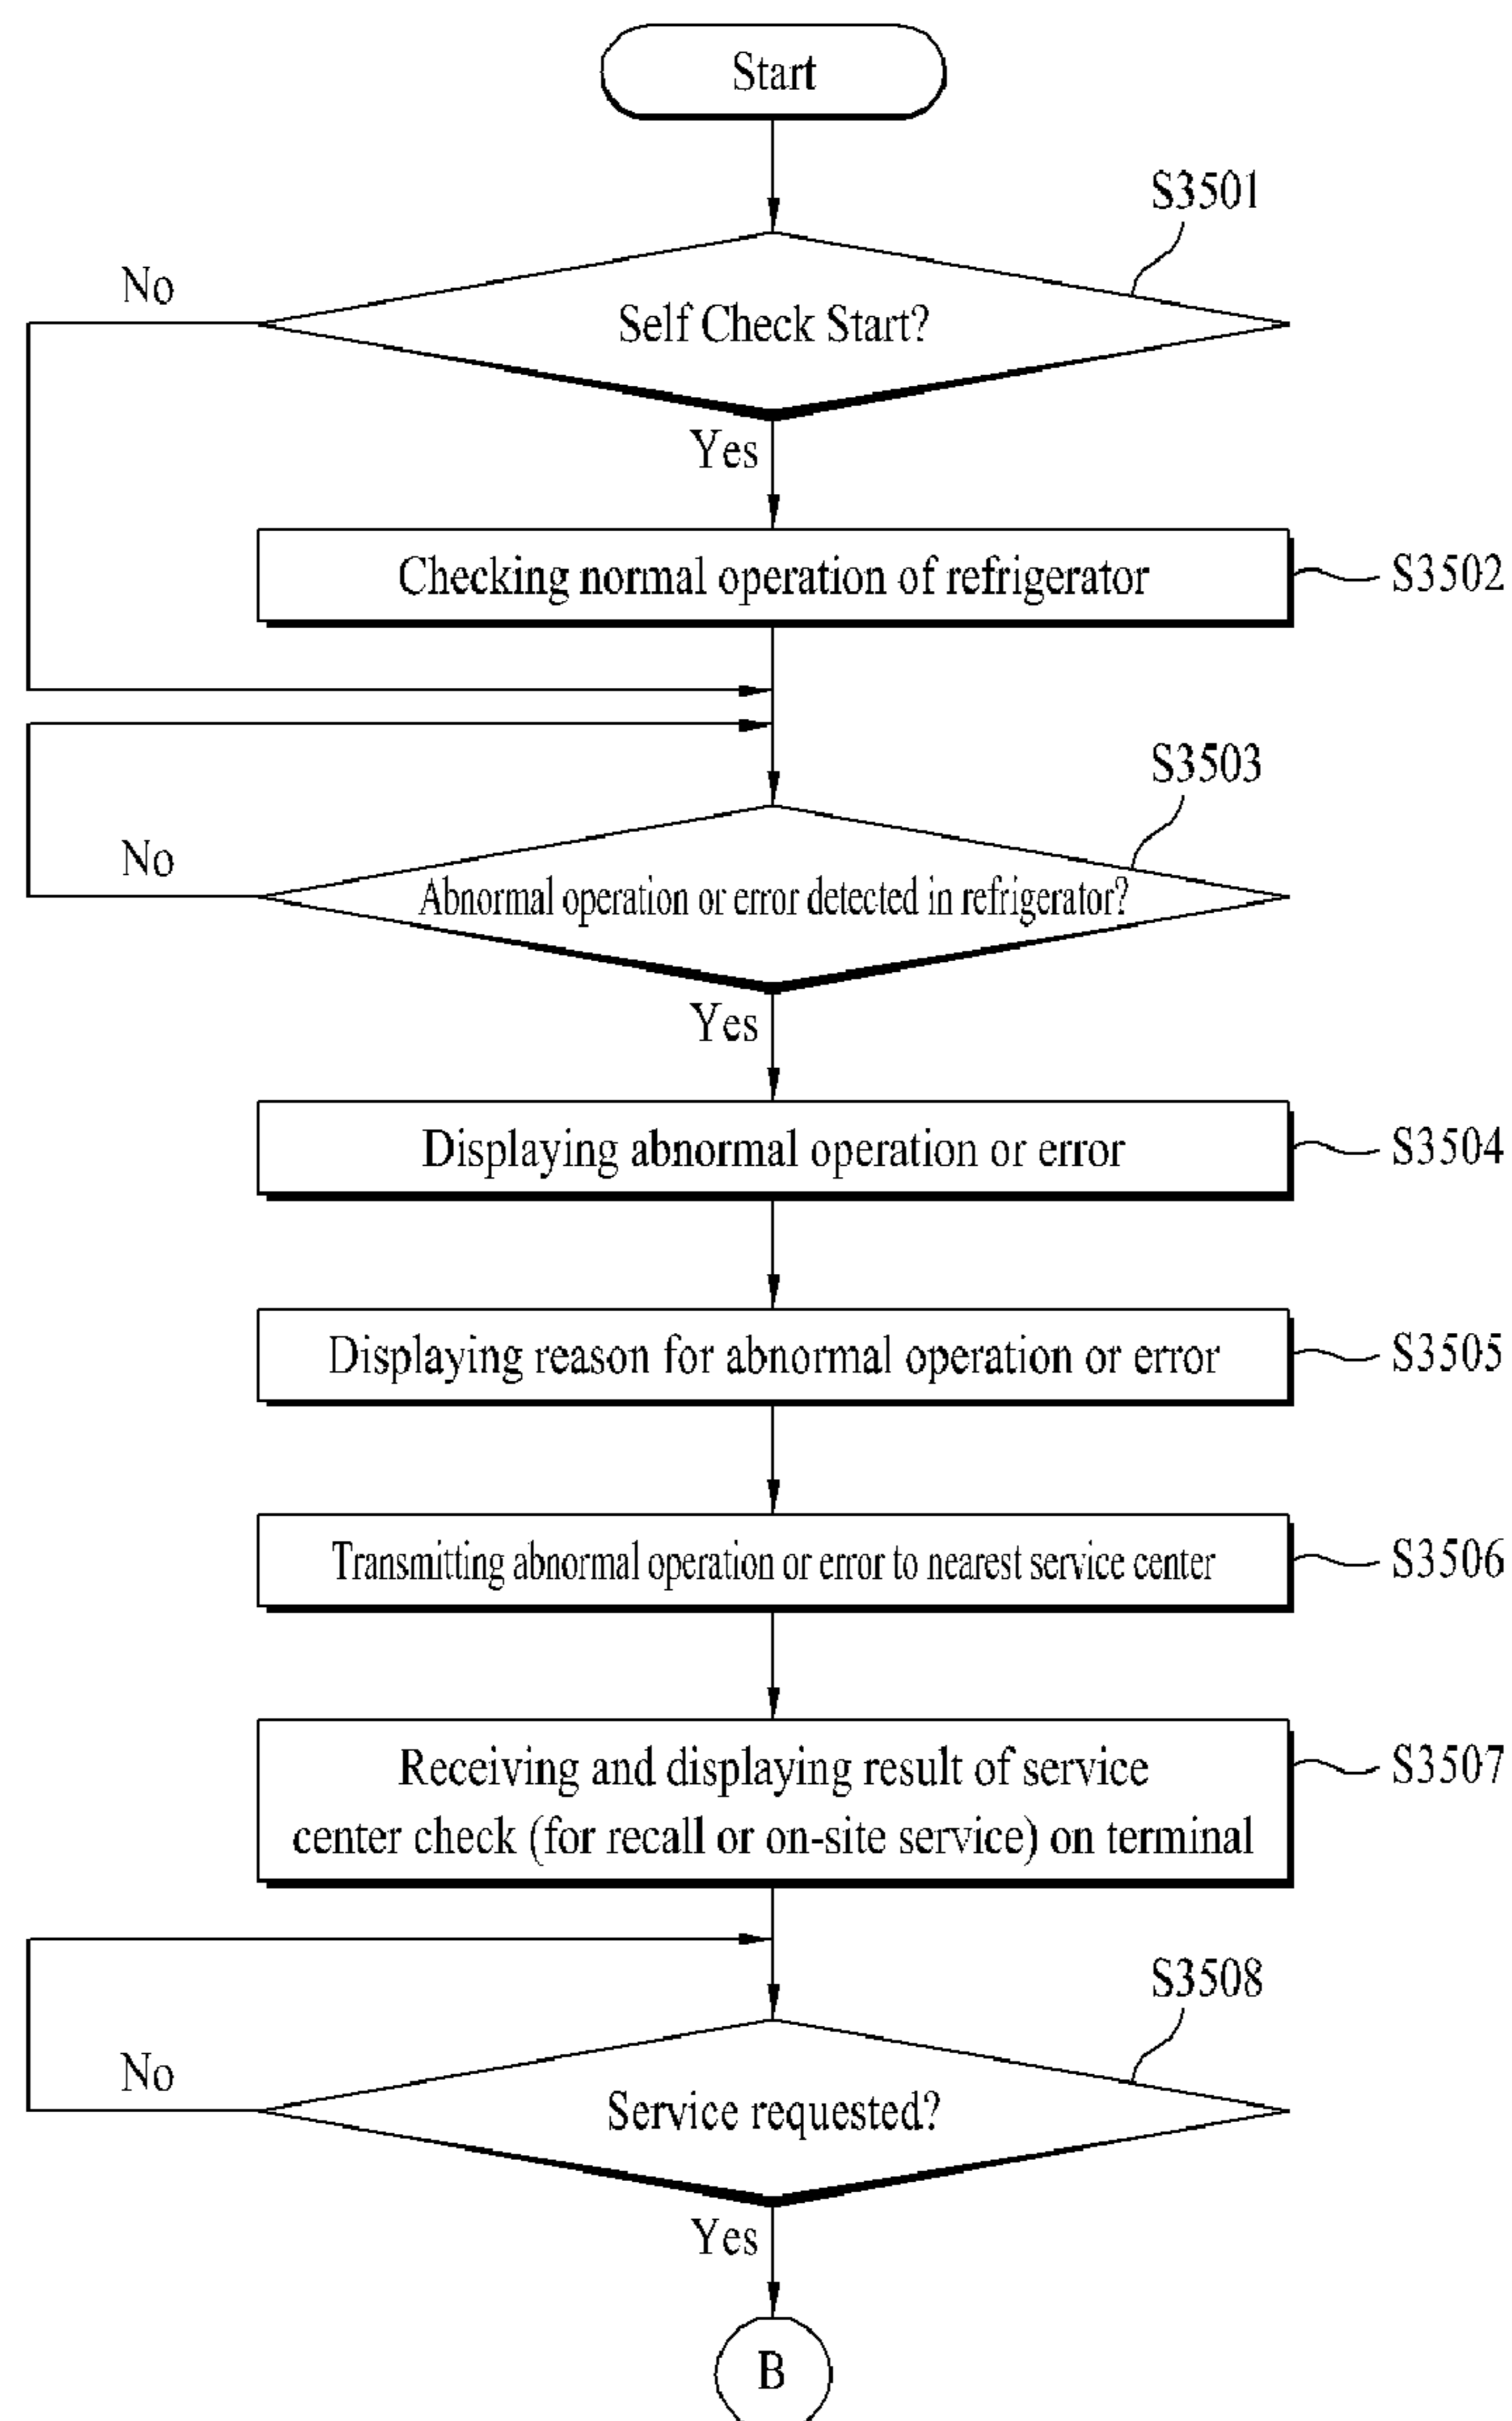 Start
S3501
No
Self Check Start?
Yes
Checking normal operation of refrigerator
S3502
S3503
No
Abnormal operation or error detected in refrigerator?
Yes
Displaying abnormal operation or error
S3504
Displaying reason for abnormal operation or error
S3505
Transmitting abnormal operation or error to nearest service center
S3506
Receiving and displaying result of service
center check (for recall or on-site service) on terminal
S3507
S3508
No
Service requested?
Yes
B